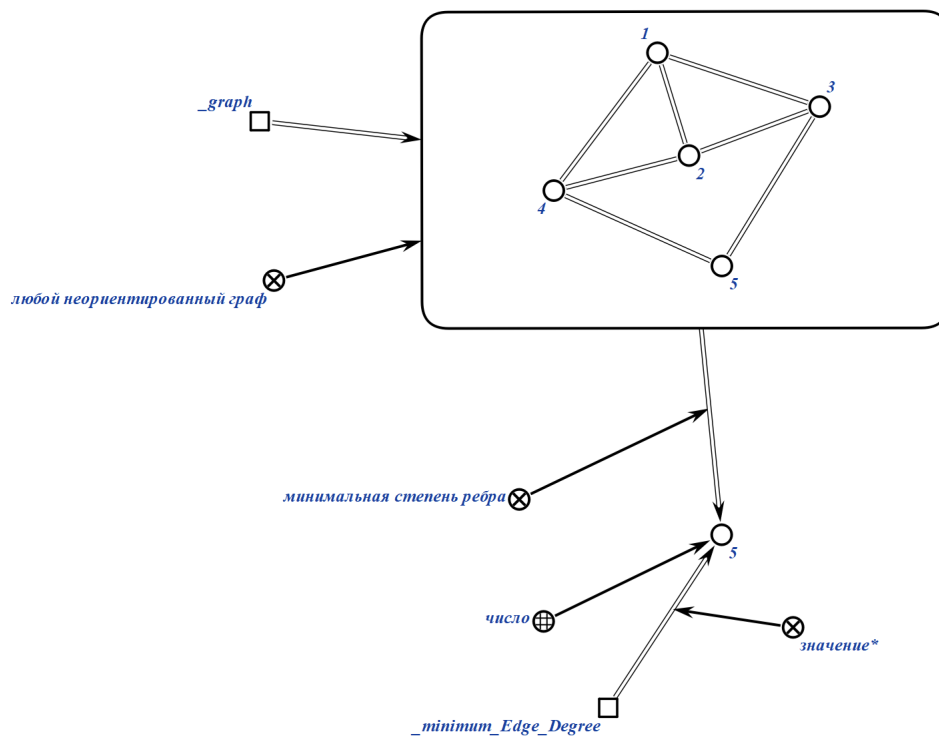 1
3
_graph
2
4
5
любой неориентированный граф
минимальная степень ребра
5
число
значение*
_minimum_Edge_Degree